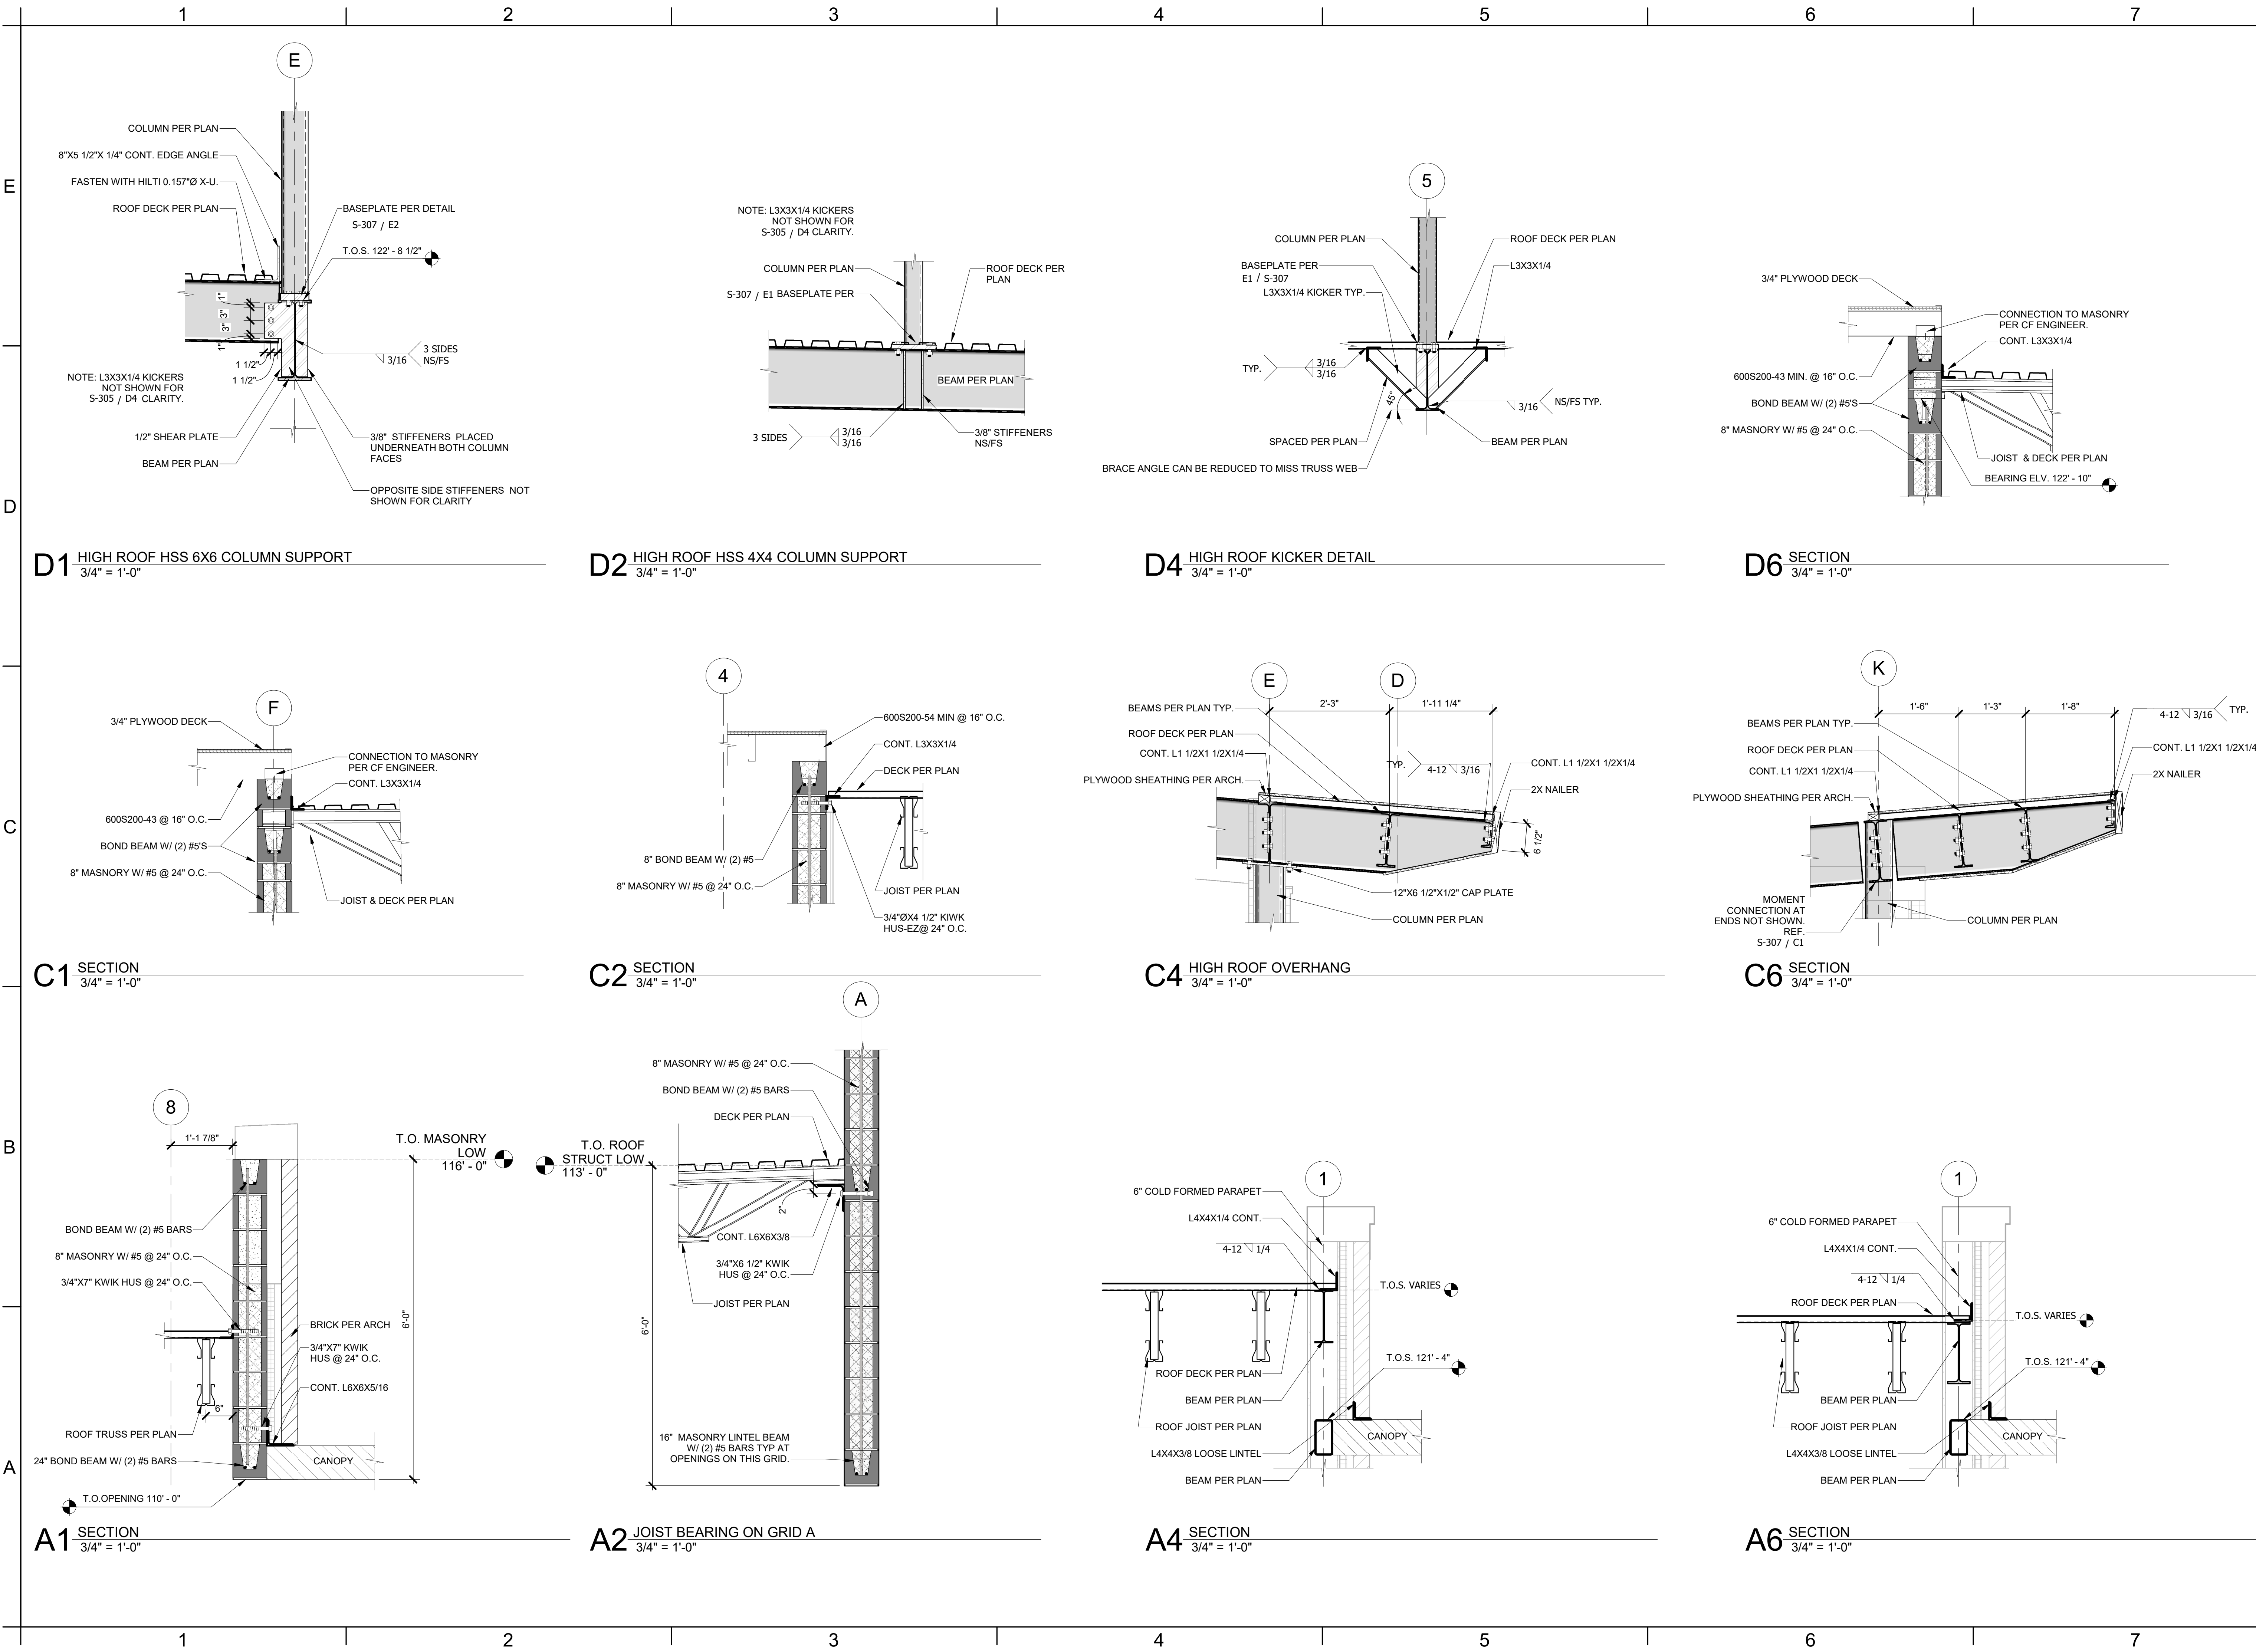 1 2 3 4 5 6 7
E
D
C
B
A
E
COLUMN PER PLAN
8"X5 1/2"X 1/4" CONT. EDGE ANGLE
FASTEN WITH HILTI 0.157"Ø X-U.
ROOF DECK PER PLAN
BASEPLATE PER DETAIL
S-307 / E2
T.O.S. 122' - 8 1/2"
1"
3"
3"
1"
1 1/2"
1 1/2"
3/16
3 SIDES
NS/FS
NOTE: L3X3X1/4 KICKERS
NOT SHOWN FOR
S-305 / D4 CLARITY.
1/2" SHEAR PLATE
BEAM PER PLAN
3/8" STIFFENERS PLACED
UNDERNEATH BOTH COLUMN
FACES
OPPOSITE SIDE STIFFENERS NOT
SHOWN FOR CLARITY
D1 HIGH ROOF HSS 6X6 COLUMN SUPPORT
3/4" = 1'-0"
NOTE: L3X3X1/4 KICKERS
NOT SHOWN FOR
S-305 / D4 CLARITY.
COLUMN PER PLAN
S-307 / E1 BASEPLATE PER
ROOF DECK PER
PLAN
BEAM PER PLAN
3 SIDES
3/16
3/16
3/8" STIFFENERS
NS/FS
D2 HIGH ROOF HSS 4X4 COLUMN SUPPORT
3/4" = 1'-0"
5
COLUMN PER PLAN
BASEPLATE PER
E1 / S-307
L3X3X1/4 KICKER TYP.
ROOF DECK PER PLAN
L3X3X1/4
TYP.
3/16
3/16
45°
3/16
NS/FS TYP.
SPACED PER PLAN
BEAM PER PLAN
BRACE ANGLE CAN BE REDUCED TO MISS TRUSS WEB
D4 HIGH ROOF KICKER DETAIL
3/4" = 1'-0"
3/4" PLYWOOD DECK
CONNECTION TO MASONRY
PER CF ENGINEER.
CONT. L3X3X1/4
600S200-43 MIN. @ 16" O.C.
BOND BEAM W/ (2) #5'S
8" MASNORY W/ #5 @ 24" O.C.
JOIST & DECK PER PLAN
BEARING ELV. 122' - 10"
D6 SECTION
3/4" = 1'-0"
F
3/4" PLYWOOD DECK
CONNECTION TO MASONRY
PER CF ENGINEER.
CONT. L3X3X1/4
600S200-43 @ 16" O.C.
BOND BEAM W/ (2) #5'S
8" MASNORY W/ #5 @ 24" O.C.
JOIST & DECK PER PLAN
C1 SECTION
3/4" = 1'-0"
4
600S200-54 MIN @ 16" O.C.
CONT. L3X3X1/4
DECK PER PLAN
8" BOND BEAM W/ (2) #5
8" MASONRY W/ #5 @ 24" O.C.
JOIST PER PLAN
3/4"ØX4 1/2" KIWK
HUS-EZ@ 24" O.C.
C2 SECTION
3/4" = 1'-0"
E
D
2'-3"
1'-11 1/4"
BEAMS PER PLAN TYP.
ROOF DECK PER PLAN
CONT. L1 1/2X1 1/2X1/4
PLYWOOD SHEATHING PER ARCH.
TYP.
4-12
3/16
CONT. L1 1/2X1 1/2X1/4
2X NAILER
6 1/2"
12"X6 1/2"X1/2" CAP PLATE
COLUMN PER PLAN
C4 HIGH ROOF OVERHANG
3/4" = 1'-0"
K
1'-6"
1'-3"
1'-8"
4-12
3/16
TYP.
BEAMS PER PLAN TYP.
ROOF DECK PER PLAN
CONT. L1 1/2X1 1/2X1/4
PLYWOOD SHEATHING PER ARCH.
CONT. L1 1/2X1 1/2X1/4
2X NAILER
MOMENT
CONNECTION AT
ENDS NOT SHOWN.
REF.
S-307 / C1
COLUMN PER PLAN
C6 SECTION
3/4" = 1'-0"
8
1'-1 7/8"
T.O. MASONRY
LOW
116' - 0"
BOND BEAM W/ (2) #5 BARS
8" MASONRY W/ #5 @ 24" O.C.
3/4"X7" KWIK HUS @ 24" O.C.
BRICK PER ARCH
3/4"X7" KWIK
HUS @ 24" O.C.
CONT. L6X6X5/16
6'-0"
6"
ROOF TRUSS PER PLAN
24" BOND BEAM W/ (2) #5 BARS
CANOPY
T.O.OPENING 110' - 0"
A1 SECTION
3/4" = 1'-0"
A
8" MASONRY W/ #5 @ 24" O.C.
BOND BEAM W/ (2) #5 BARS
DECK PER PLAN
T.O. ROOF
STRUCT LOW
113' - 0"
2"
CONT. L6X6X3/8
3/4"X6 1/2" KWIK
HUS @ 24" O.C.
JOIST PER PLAN
6'-0"
16" MASONRY LINTEL BEAM
W/ (2) #5 BARS TYP AT
OPENINGS ON THIS GRID.
A2 JOIST BEARING ON GRID A
3/4" = 1'-0"
1
6" COLD FORMED PARAPET
L4X4X1/4 CONT.
4-12
1/4
T.O.S. VARIES
T.O.S. 121' - 4"
ROOF DECK PER PLAN
BEAM PER PLAN
ROOF JOIST PER PLAN
CANOPY
L4X4X3/8 LOOSE LINTEL
BEAM PER PLAN
A4 SECTION
3/4" = 1'-0"
1
6" COLD FORMED PARAPET
L4X4X1/4 CONT.
4-12
1/4
ROOF DECK PER PLAN
T.O.S. VARIES
T.O.S. 121' - 4"
BEAM PER PLAN
ROOF JOIST PER PLAN
CANOPY
L4X4X3/8 LOOSE LINTEL
BEAM PER PLAN
A6 SECTION
3/4" = 1'-0"
1 2 3 4 5 6 7